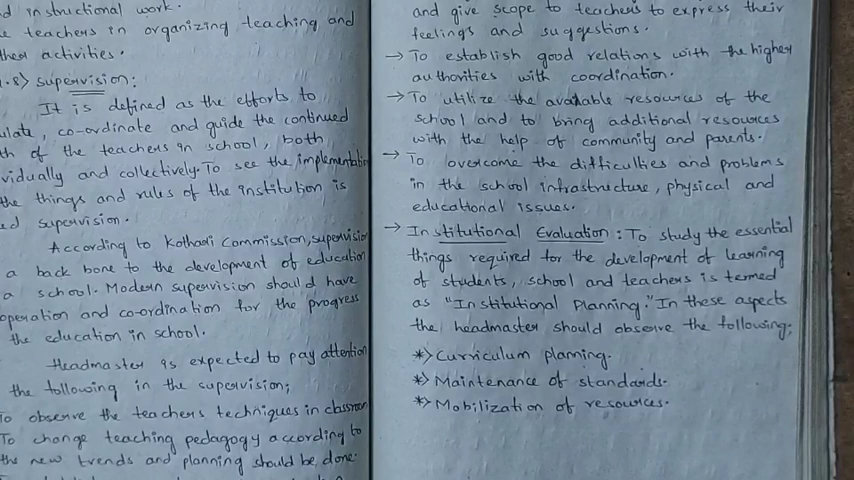 d instructional work.
e teachers in organizing teaching and
ther activities.
.8) Supervision:
It is defined as the efforts to
ulate, co-ordinate and guide the continued
th of the teachers in school, both
vidually and collectively. To see the implementation
the things and rules of the institution is
ed supervision.
According to Kothari Commission, supervision
a back bone to the development of education
a school. Modern supervision should have
operation and co-ordination for the progress
the education in school.
Headmaster is expected to pay attention
the following in the supervision;
To observe the teachers techniques in classroom
To change teaching pedagogy according to
the new trends and planning should be done.
and give scope to teachers to express their
feelings and suggestions.
→ To establish good relations with the higher
authorities with coordination.
→ To utilize the available resources of the
school and to bring additional resources
with the help of community and parents.
→ To overcome the difficulties and problems
in the school infrastructure, physical and
educational issues.
→ Institutional Evaluation: To study the essential
things required for the development of learning
of students, school and teachers is termed
as "Institutional Planning." In these aspects
the headmaster should observe the following;
*) Curriculum planning.
*) Maintenance of standards.
*) Mobilization of resources.